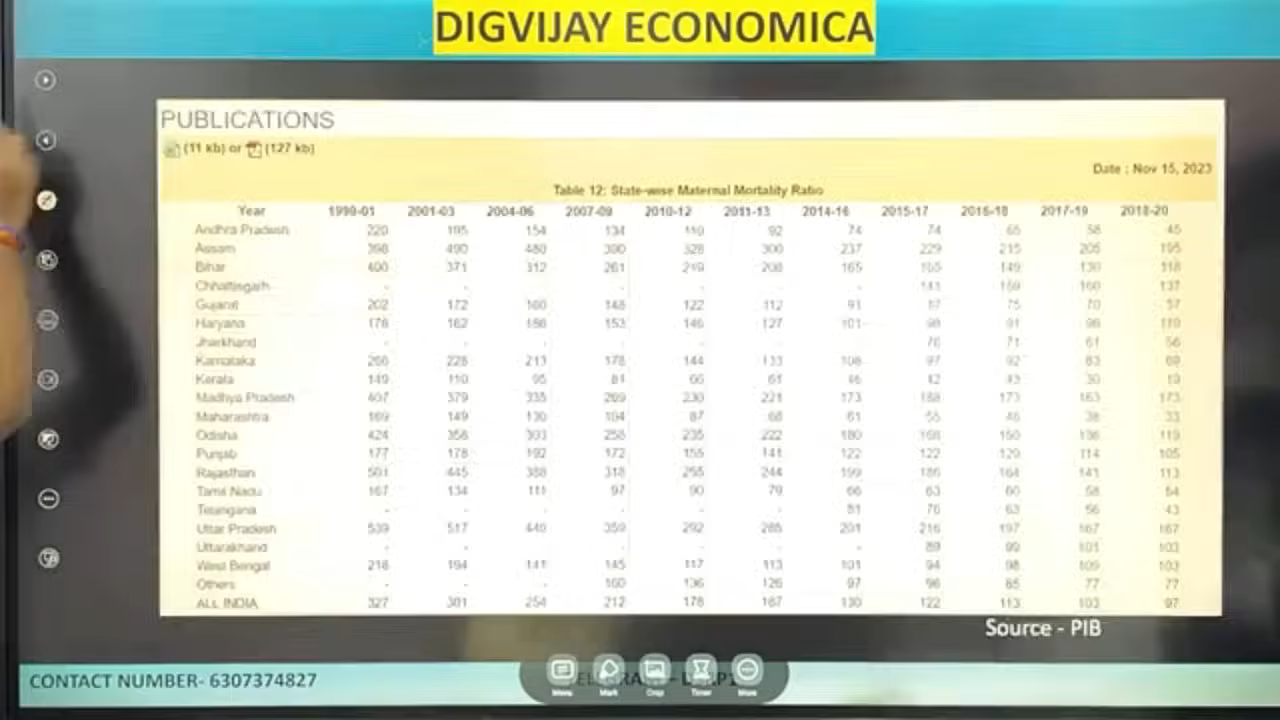 DIGVIJAY ECONOMICA
PUBLICATIONS
(11 kb) or (127 kb)
Date : Nov 15, 2023
Table 12: State-wise Maternal Mortality Ratio
Year 1999-01 2001-03 2004-06 2007-09 2010-12 2011-13 2014-16 2015-17 2016-18 2017-19 2018-20
Andhra Pradesh 220 195 154 134 110 92 74 74 65 58 45
Assam 398 490 480 390 328 300 237 229 215 205 195
Bihar 400 371 312 261 219 208 165 165 149 130 118
Chhattisgarh - - - - - - - 141 159 160 137
Gujarat 202 172 160 148 122 112 91 87 75 70 57
Haryana 176 162 186 153 146 127 101 98 91 96 110
Jharkhand - - - - - - - 76 71 61 56
Karnataka 266 228 213 178 144 133 108 97 92 83 69
Kerala 149 110 95 81 66 61 46 42 43 30 19
Madhya Pradesh 407 379 335 269 230 221 173 188 173 163 173
Maharashtra 169 149 130 104 87 68 61 55 46 38 33
Odisha 424 358 303 258 235 222 180 168 150 136 119
Punjab 177 178 192 172 155 141 122 122 129 114 105
Rajasthan 501 445 388 318 255 244 199 186 164 141 113
Tamil Nadu 167 134 111 97 90 79 66 63 60 58 54
Telangana - - - - - - 81 76 63 56 43
Uttar Pradesh 539 517 440 359 292 285 201 216 197 167 167
Uttarakhand - - - - - - - 89 99 101 103
West Bengal 218 194 141 145 117 113 101 94 98 109 103
Others - - - 160 136 126 97 96 85 77 77
ALL INDIA 327 301 254 212 178 167 130 122 113 103 97
Source - PIB
CONTACT NUMBER- 6307374827
Menu Mark Crop Timer More